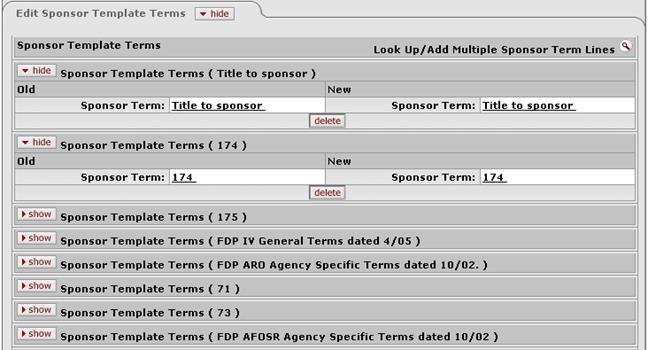 Edit Sponsor Template Terms hide
Sponsor Template Terms Look Up/Add Multiple Sponsor Term Lines
hide Sponsor Template Terms ( Title to sponsor )
Old New
Sponsor Term: Title to sponsor Sponsor Term: Title to sponsor
delete
hide Sponsor Template Terms ( 174 )
Old New
Sponsor Term: 174 Sponsor Term: 174
delete
show Sponsor Template Terms ( 175 )
show Sponsor Template Terms ( FDP IV General Terms dated 4/05 )
show Sponsor Template Terms ( FDP ARO Agency Specific Terms dated 10/02. )
show Sponsor Template Terms ( 71 )
show Sponsor Template Terms ( 73 )
show Sponsor Template Terms ( FDP AFOSR Agency Specific Terms dated 10/02 )